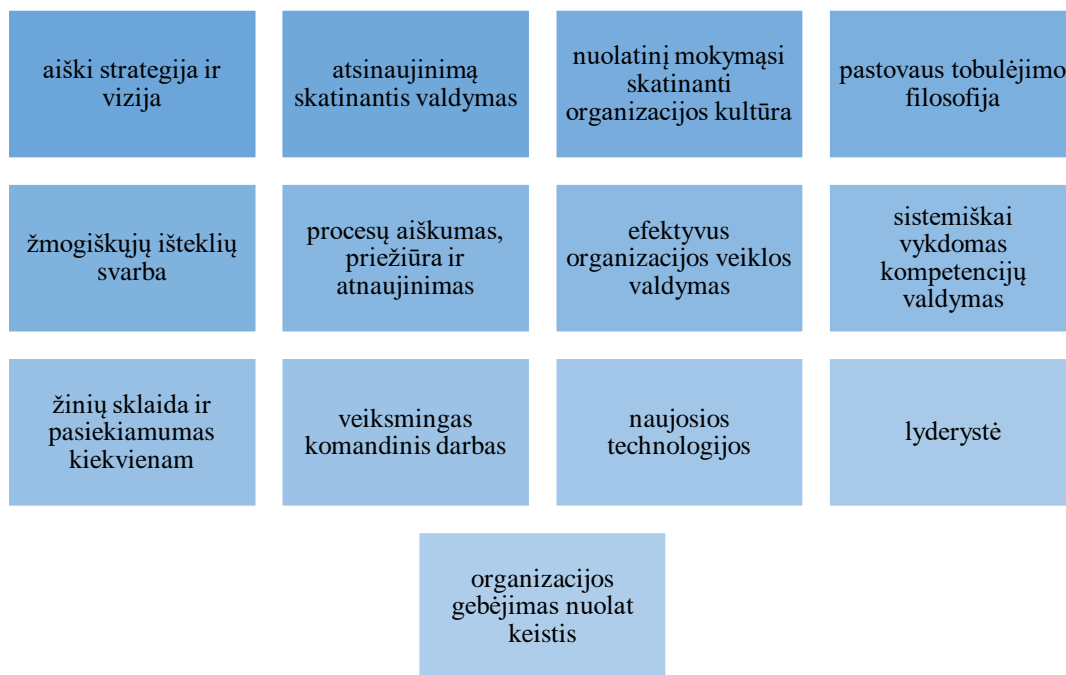 aiški strategija ir
vizija
atsinaujinimą
skatinantis valdymas
nuolatinį mokymąsi
skatinanti
organizacijos kultūra
pastovaus tobulėjimo
filosofija
žmogiškųjų išteklių
svarba
procesų aiškumas,
priežiūra ir
atnaujinimas
efektyvus
organizacijos veiklos
valdymas
sistemiškai
vykdomas
kompetencijų
valdymas
žinių sklaida ir
pasiekiamumas
kiekvienam
veiksmingas
komandinis darbas
naujosios
technologijos
lyderystė
organizacijos
gebėjimas nuolat
keistis